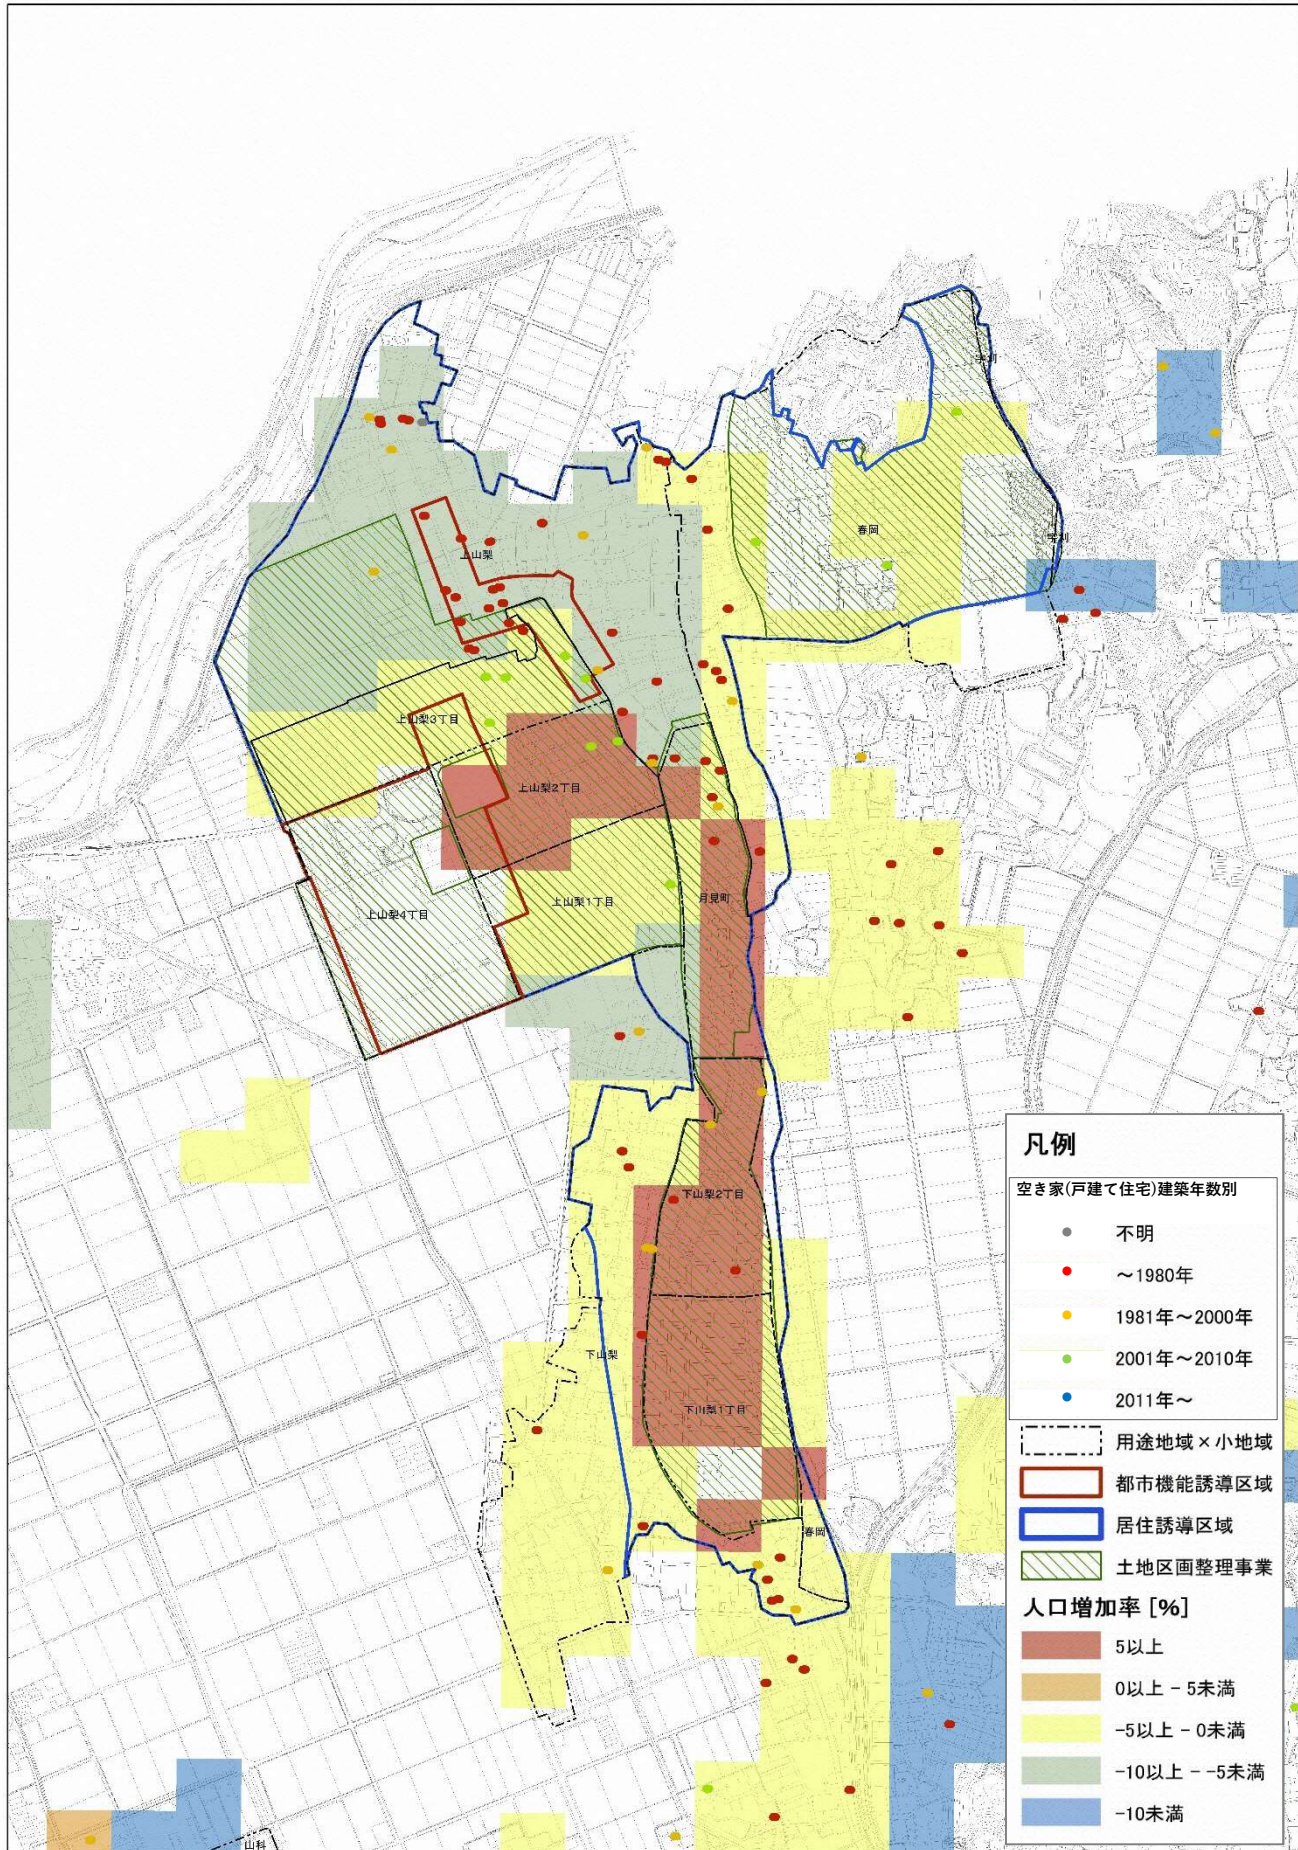 宇刈
春岡
宇刈
上山梨
上山梨3丁目
上山梨2丁目
上山梨1丁目
月見町
上山梨4丁目
下山梨2丁目
下山梨
下山梨1丁目
春岡
山科
凡例
空き家(戸建て住宅)建築年数別
不明
～1980年
1981年～2000年
2001年～2010年
2011年～
用途地域×小地域
都市機能誘導区域
居住誘導区域
土地区画整理事業
人口増加率 [%]
5以上
0以上 - 5未満
-5以上 - 0未満
-10以上 - -5未満
-10未満